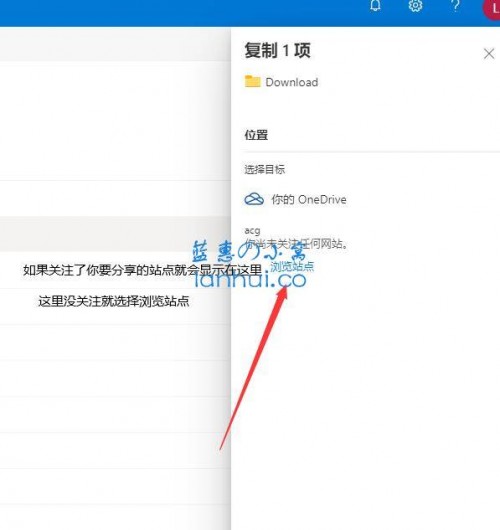 ?
L
复制 1 项
Download
位置
选择目标
你的 OneDrive
acg
你尚未关注任何网站。
浏览站点
如果关注了你要分享的站点就会显示在这里
这里没关注就选择浏览站点
蓝惠の小窝
lanhui.co